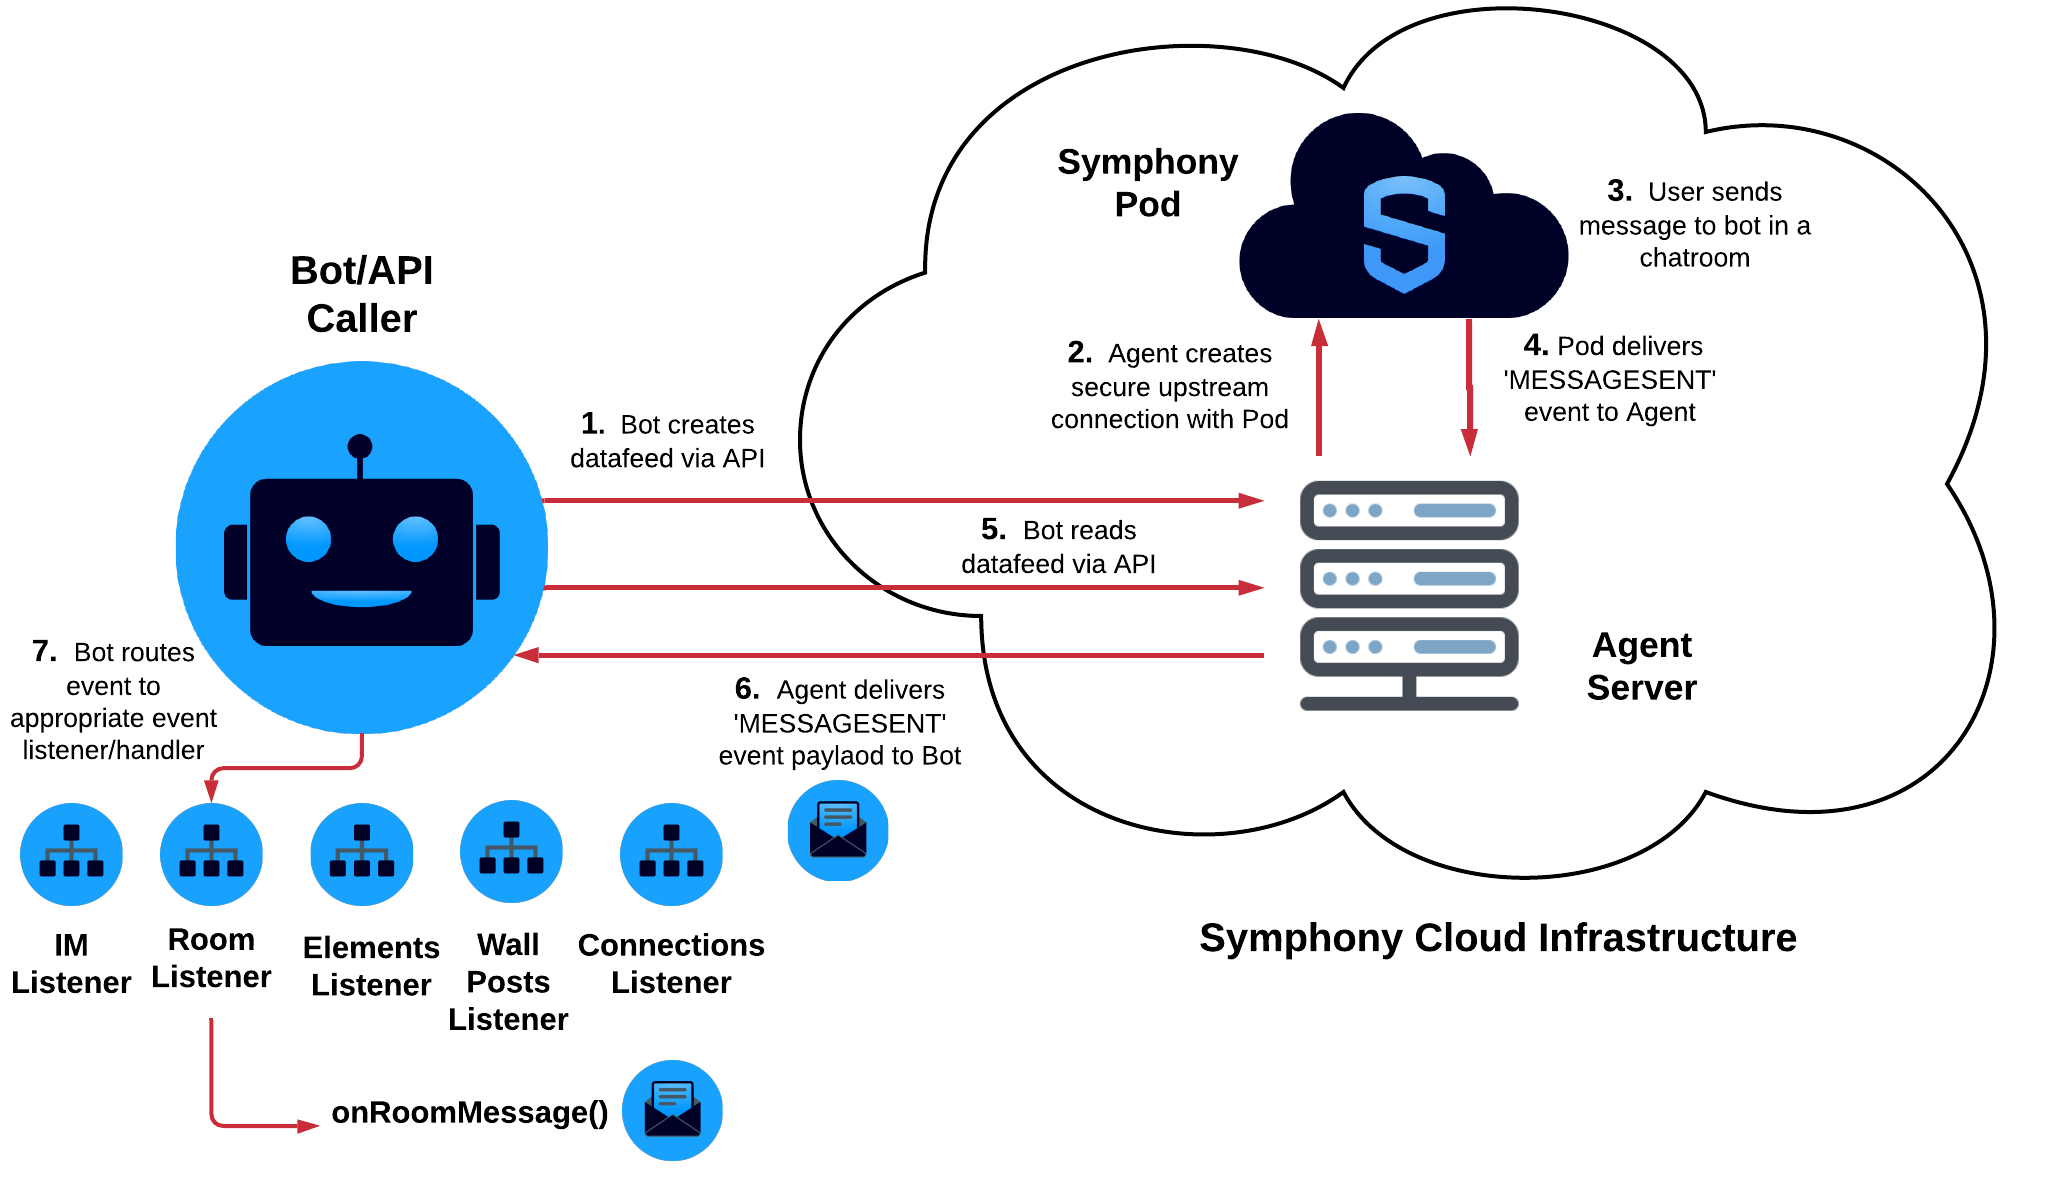 Symphony
Pod
3. User sends
message to bot in a
chatroom
Bot/API
Caller
2. Agent creates
secure upstream
connection with Pod
4. Pod delivers
'MESSAGESENT'
event to Agent
1. Bot creates
datafeed via API
5. Bot reads
datafeed via API
Agent
Server
7. Bot routes
event to
appropriate event
listener/handler
6. Agent delivers
'MESSAGESENT'
event paylaod to Bot
IM
Listener
Room
Listener
Elements
Listener
Wall
Posts
Listener
Connections
Listener
Symphony Cloud Infrastructure
onRoomMessage()